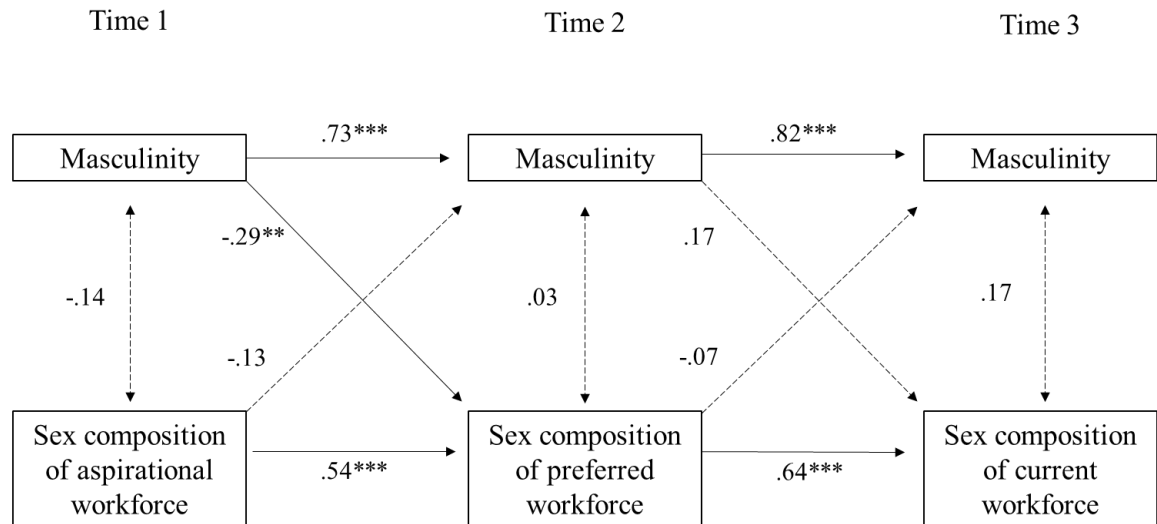 Time 1
Time 2
Time 3
.73***
.82***
Masculinity
Masculinity
Masculinity
-.29**
.17
-.14
.03
.17
-.13
-.07
Sex composition
of aspirational
workforce
Sex composition
of preferred
workforce
Sex composition
of current
workforce
.54***
.64***